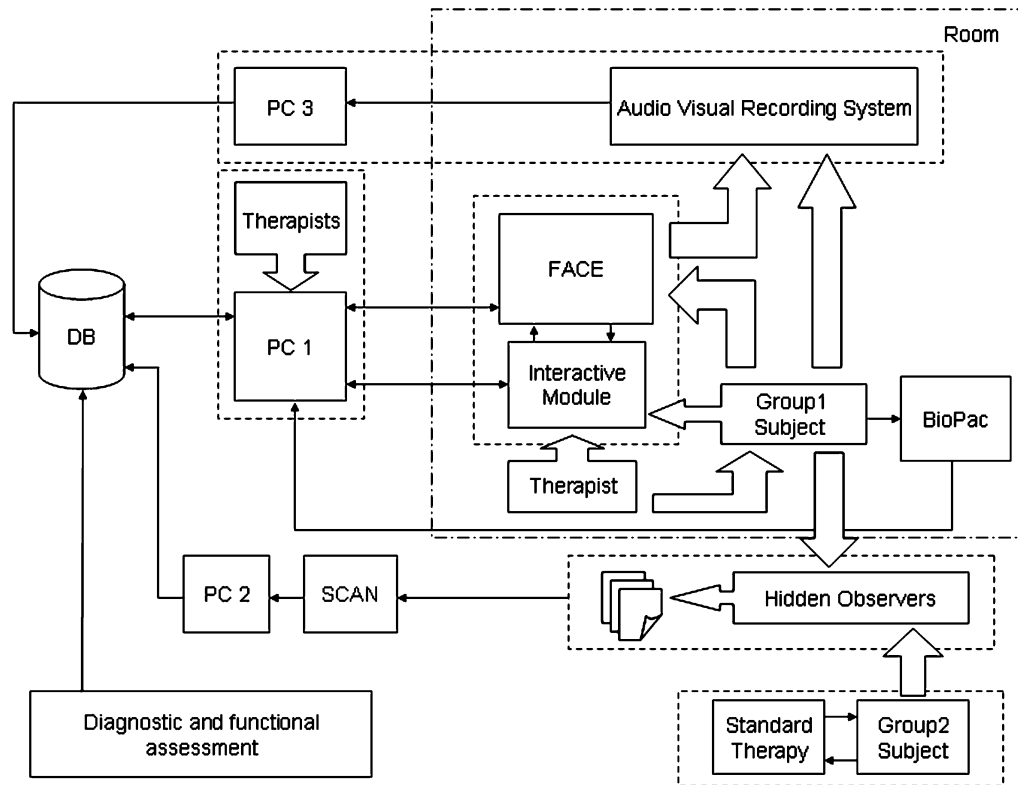 Room
PC 3
Audio Visual Recording System
Therapists
FACE
DB
PC 1
Interactive
Module
Group1
Subject
BioPac
Therapist
PC 2
SCAN
Hidden Observers
Diagnostic and functional
assessment
Standard
Therapy
Group2
Subject